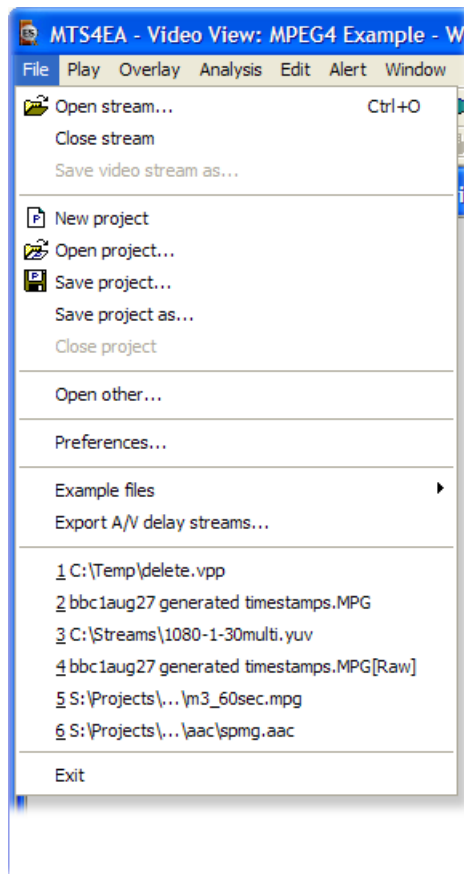 MTS4EA - Video View: MPEG4 Example - W
File Play Overlay Analysis Edit Alert Window
Open stream... Ctrl+O
Close stream
Save video stream as...
New project
Open project...
Save project...
Save project as...
Close project
Open other...
Preferences...
Example files
Export A/V delay streams...
1 C:\Temp\delete.vpp
2 bbc1aug27 generated timestamps.MPG
3 C:\Streams\1080-1-30multi.yuv
4 bbc1aug27 generated timestamps.MPG[Raw]
5 S:\Projects\...\m3_60sec.mpg
6 S:\Projects\...\aac\spmg.aac
Exit